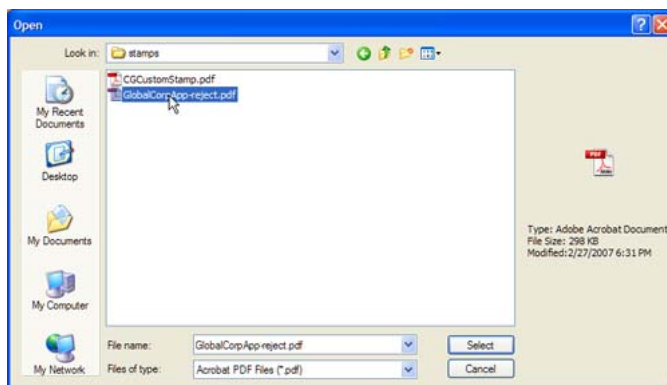 Open
Look in:
stamps
CGCustomStamp.pdf
GlobalCorpApp-reject.pdf
My Recent
Documents
Desktop
My Documents
My Computer
My Network
Type: Adobe Acrobat Document
File Size: 298 KB
Modified:2/27/2007 6:31 PM
File name:
GlobalCorpApp-reject.pdf
Select
Files of type:
Acrobat PDF Files (*.pdf)
Cancel